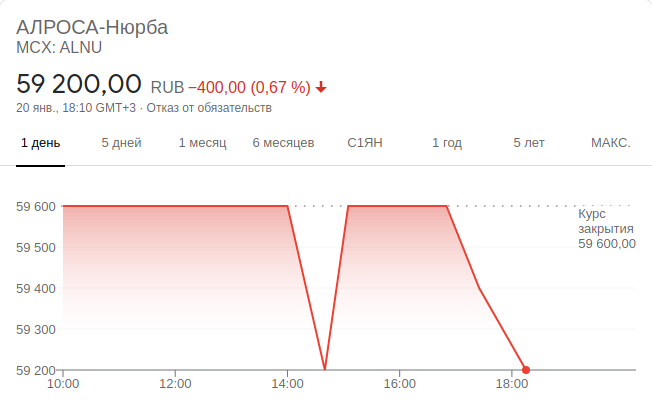 АЛРОСА-Нюрба
MCX: ALNU
59 200,00 RUB −400,00 (0,67 %)
20 янв., 18:10 GMT+3 · Отказ от обязательств
1 день 5 дней 1 месяц 6 месяцев С1ЯН 1 год 5 лет МАКС.
59 600
Курс
закрытия
59 600,00
59 500
59 400
59 300
59 200
10:00 12:00 14:00 16:00 18:00